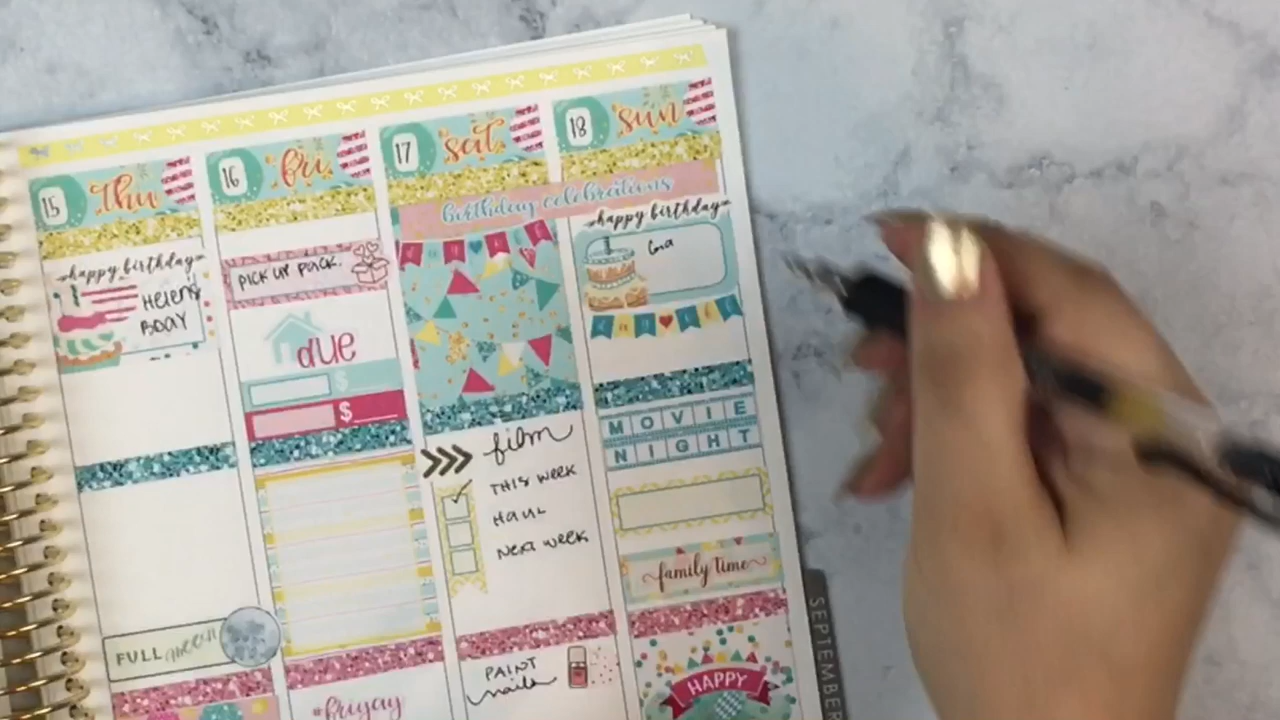 15 Thu
happy birthday
HELEN'S
BDAY
FULL moon
16 fri
PICK UP PACK.
due
$
$
#friyay
17 sat
birthday celebrations
film
THIS WEEK
HAUL
NEXT WEEK
PAINT
nails
18 sun
happy birthday
MOVIE
NIGHT
family time
HAPPY
SEPTEMBER